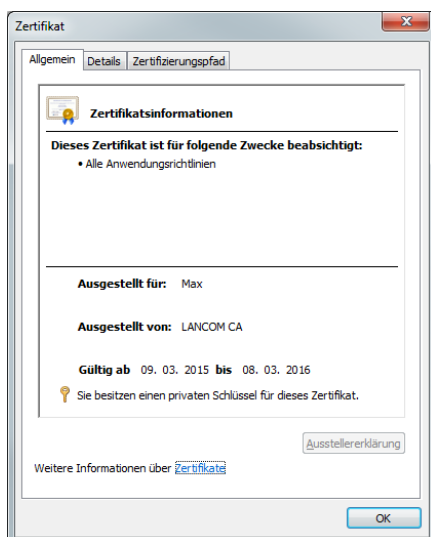 Zertifikat
Allgemein Details Zertifizierungspfad
Zertifikatsinformationen
Dieses Zertifikat ist für folgende Zwecke beabsichtigt:
• Alle Anwendungsrichtlinien
Ausgestellt für: Max
Ausgestellt von: LANCOM CA
Gültig ab 09. 03. 2015 bis 08. 03. 2016
Sie besitzen einen privaten Schlüssel für dieses Zertifikat.
Ausstellererklärung
Weitere Informationen über Zertifikate
OK